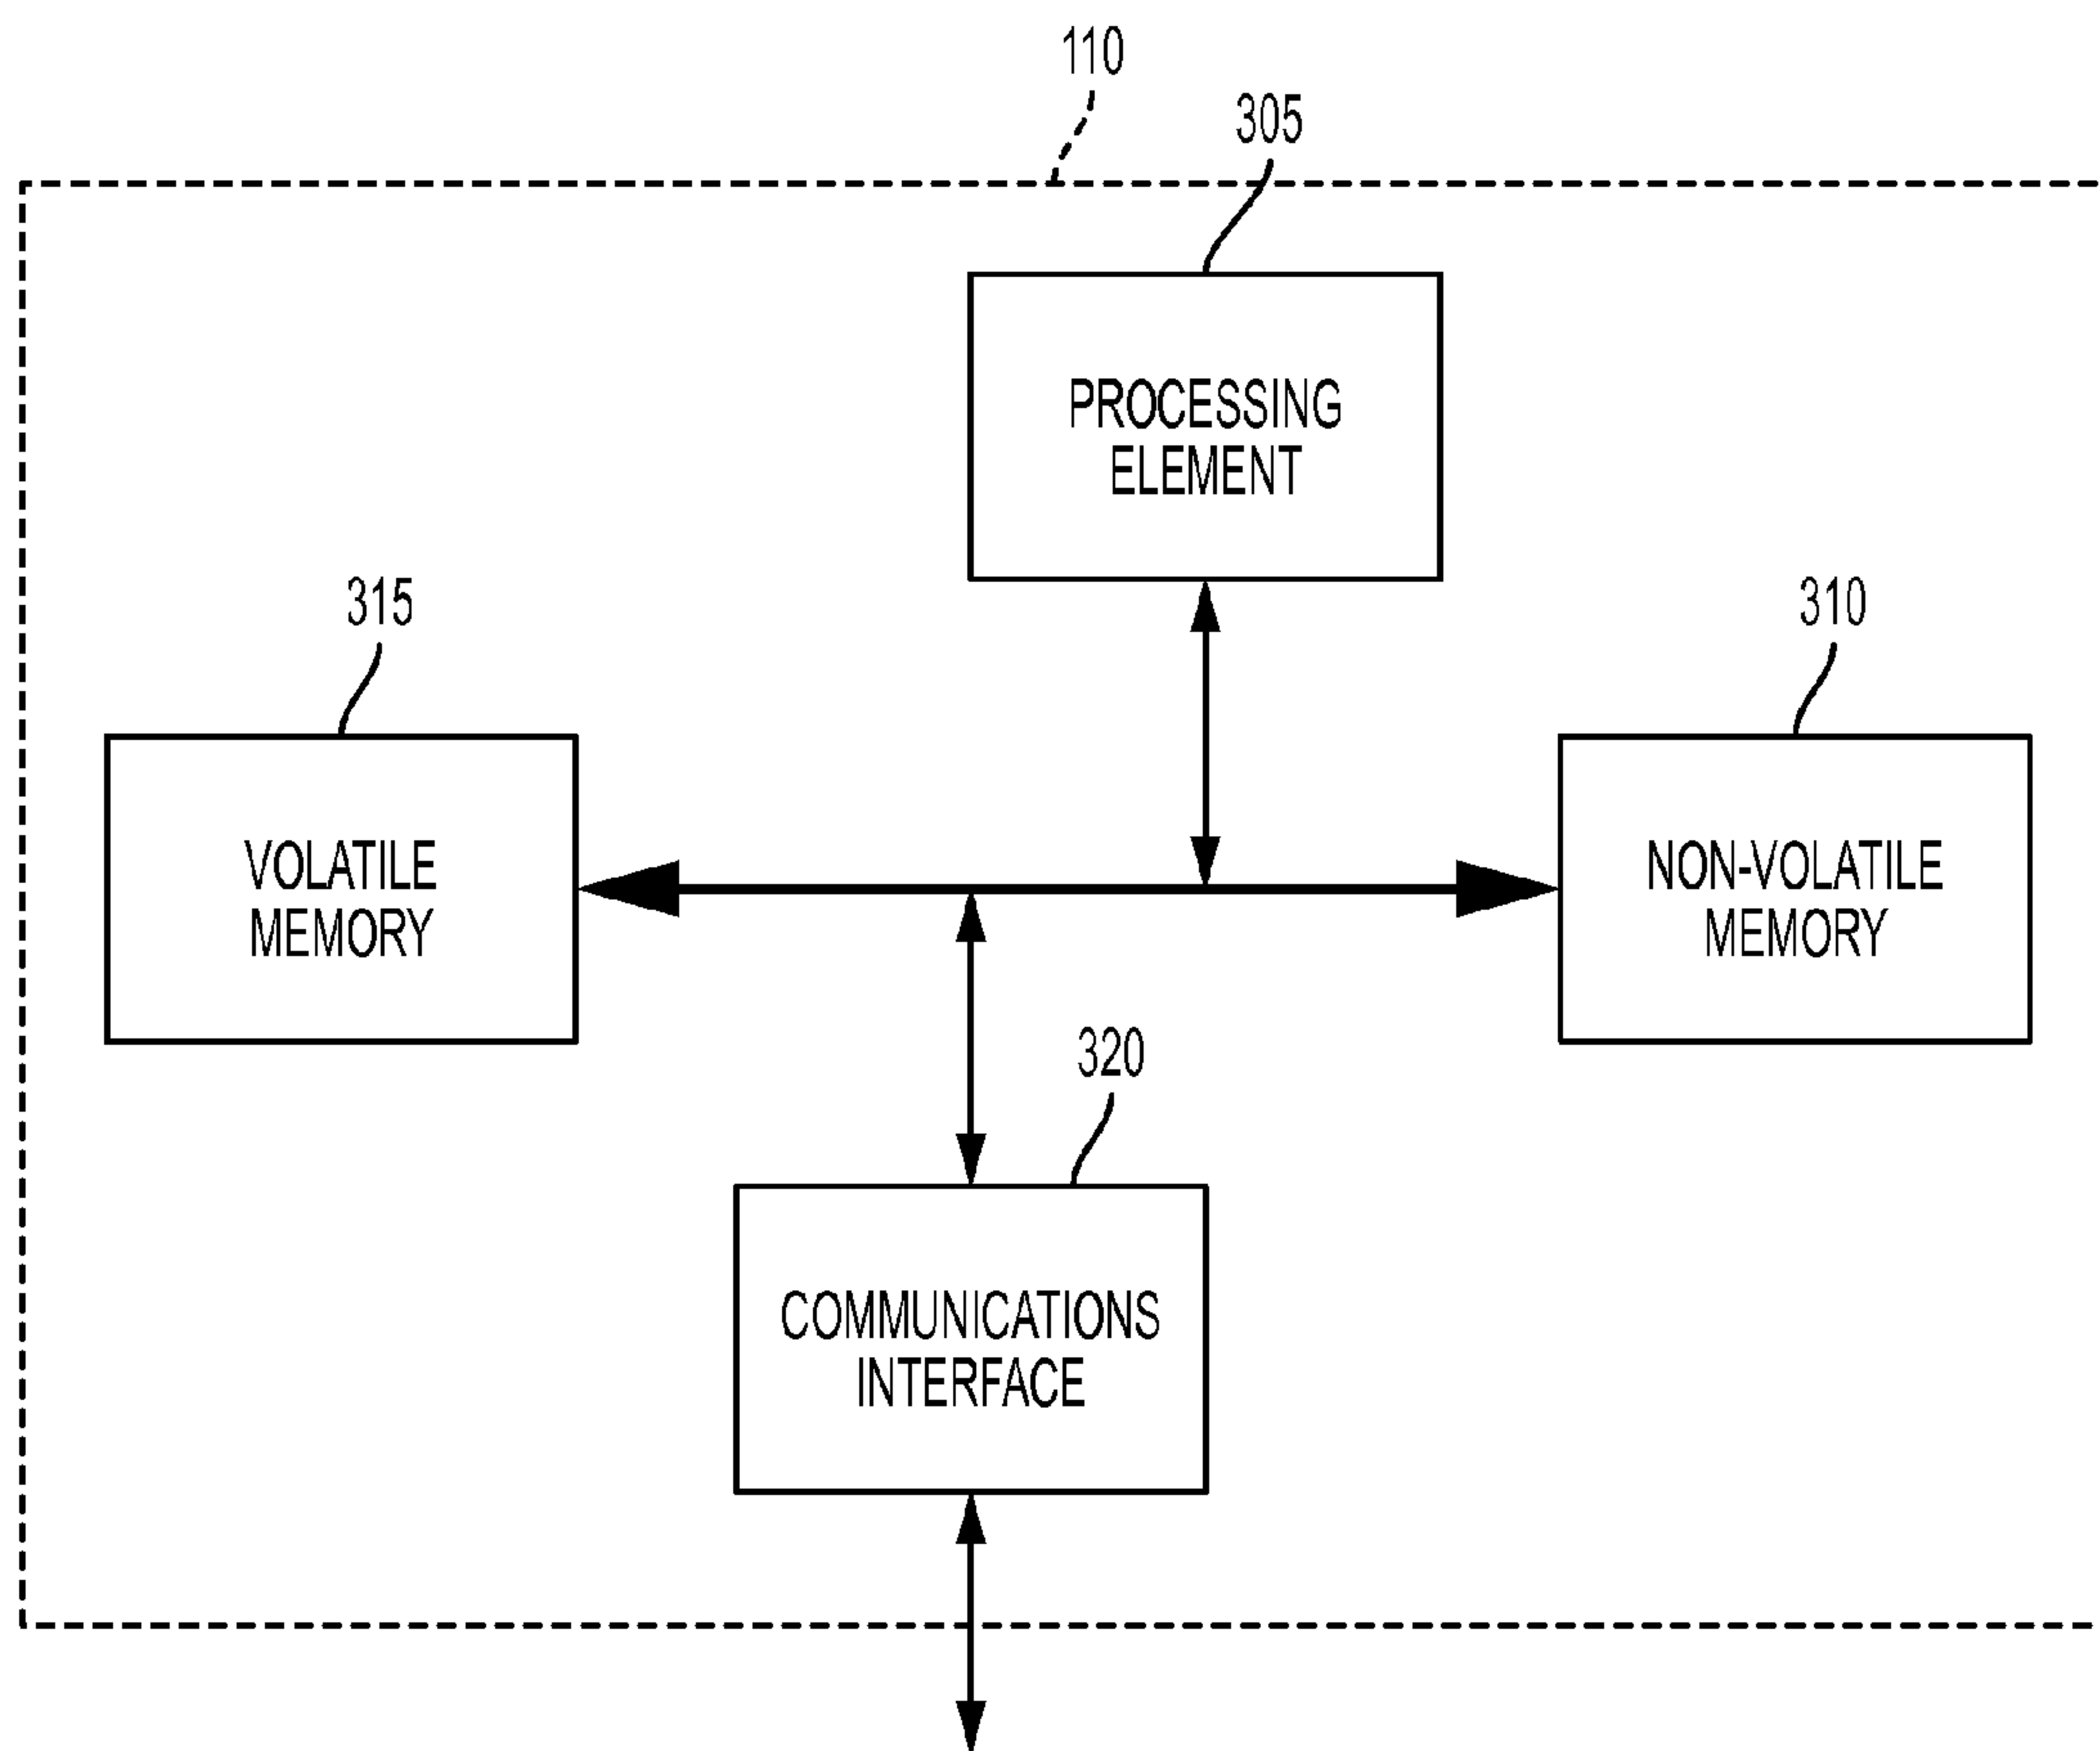 110
305
PROCESSING
ELEMENT
315
310
VOLATILE
MEMORY
NON-VOLATILE
MEMORY
320
COMMUNICATIONS
INTERFACE